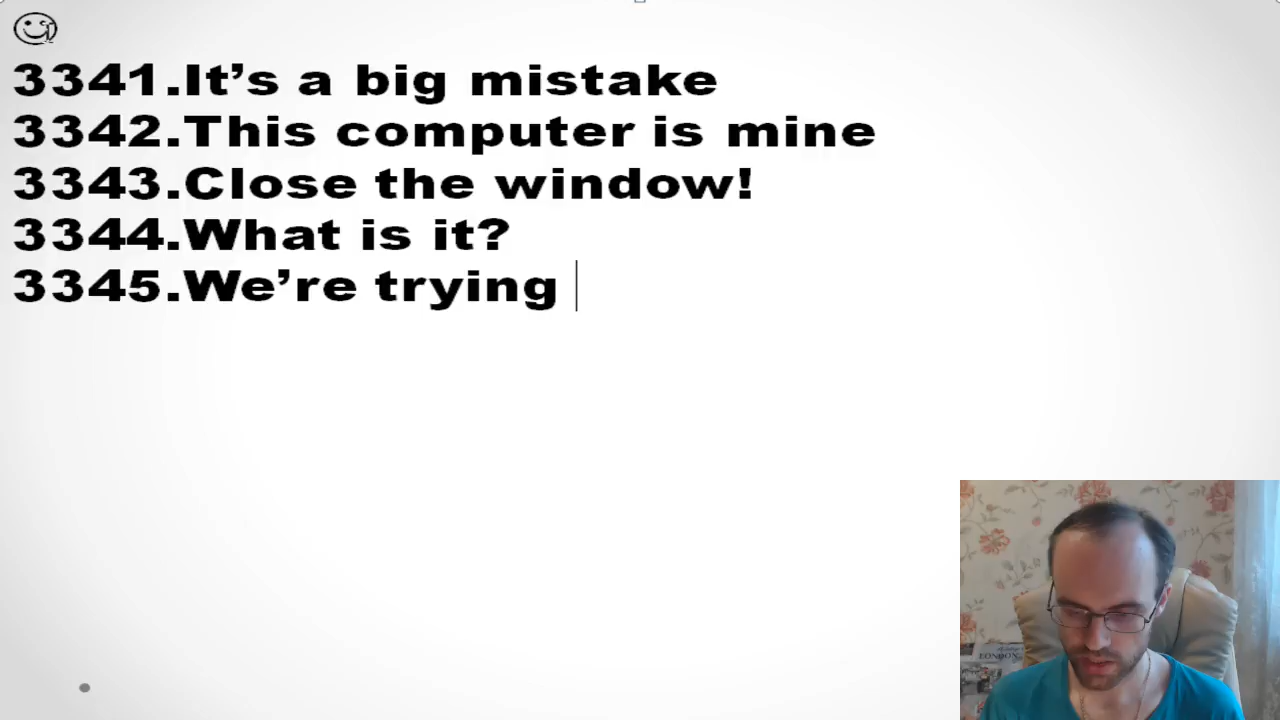 3341.It’s a big mistake
3342.This computer is mine
3343.Close the window!
3344.What is it?
3345.We’re trying
LONDON